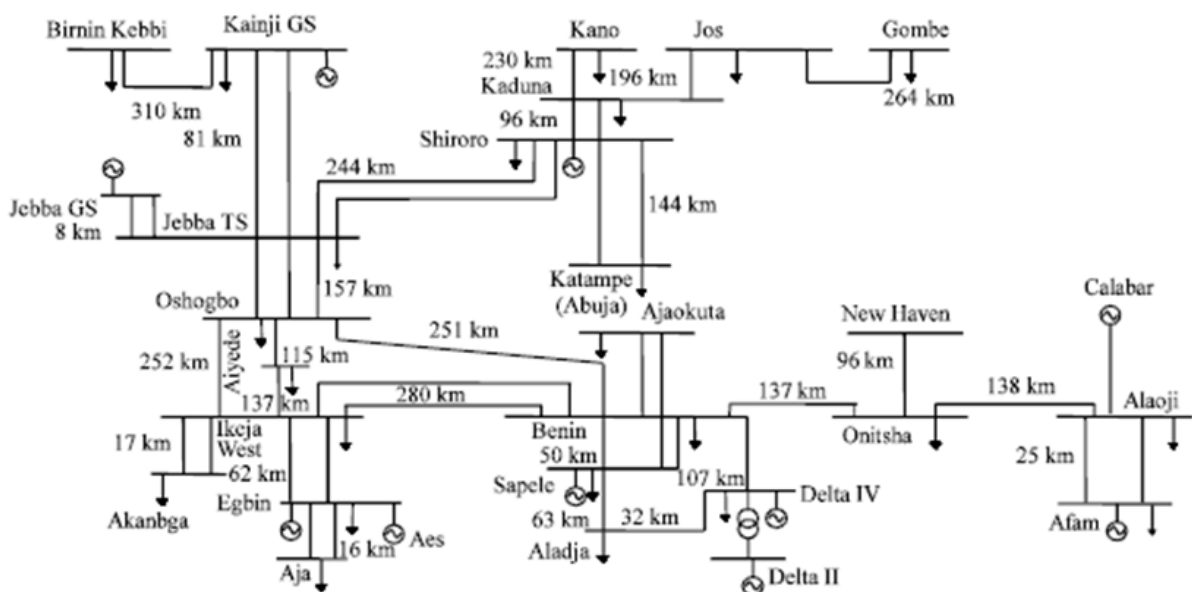 Birnin Kebbi
Kainji GS
Kano
Jos
Gombe
230 km
196 km
Kaduna
264 km
310 km
81 km
96 km
Shiroro
244 km
Jebba GS
8 km
Jebba TS
144 km
157 km
Katampe
(Abuja)
Oshogbo
Ajaokuta
New Haven
Calabar
251 km
252 km
Aiyede
115 km
96 km
137 km
280 km
137 km
138 km
Alaoji
17 km
Ikeja
West
Benin
Onitsha
50 km
25 km
62 km
Sapele
107 km
Akanbga
Egbin
Delta IV
63 km
32 km
Afam
Aes
16 km
Aladja
Aja
Delta II